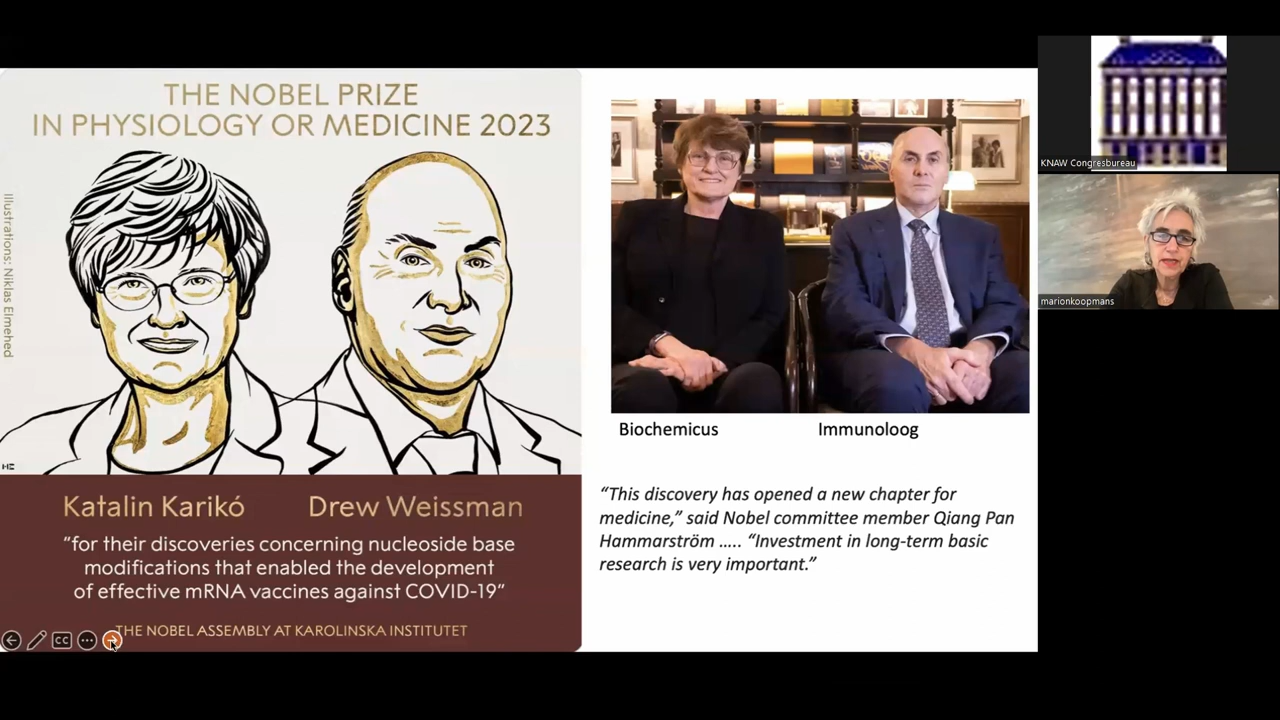 THE NOBEL PRIZE
IN PHYSIOLOGY OR MEDICINE 2023
Illustrations: Niklas Elmehed
Katalin Karikó Drew Weissman
“for their discoveries concerning nucleoside base
modifications that enabled the development
of effective mRNA vaccines against COVID-19”
THE NOBEL ASSEMBLY AT KAROLINSKA INSTITUTET
CC
Biochemicus Immunoloog
“This discovery has opened a new chapter for
medicine,” said Nobel committee member Qiang Pan
Hammarström ….. “Investment in long-term basic
research is very important.”
KNAW Congresbureau
marionkoopmans